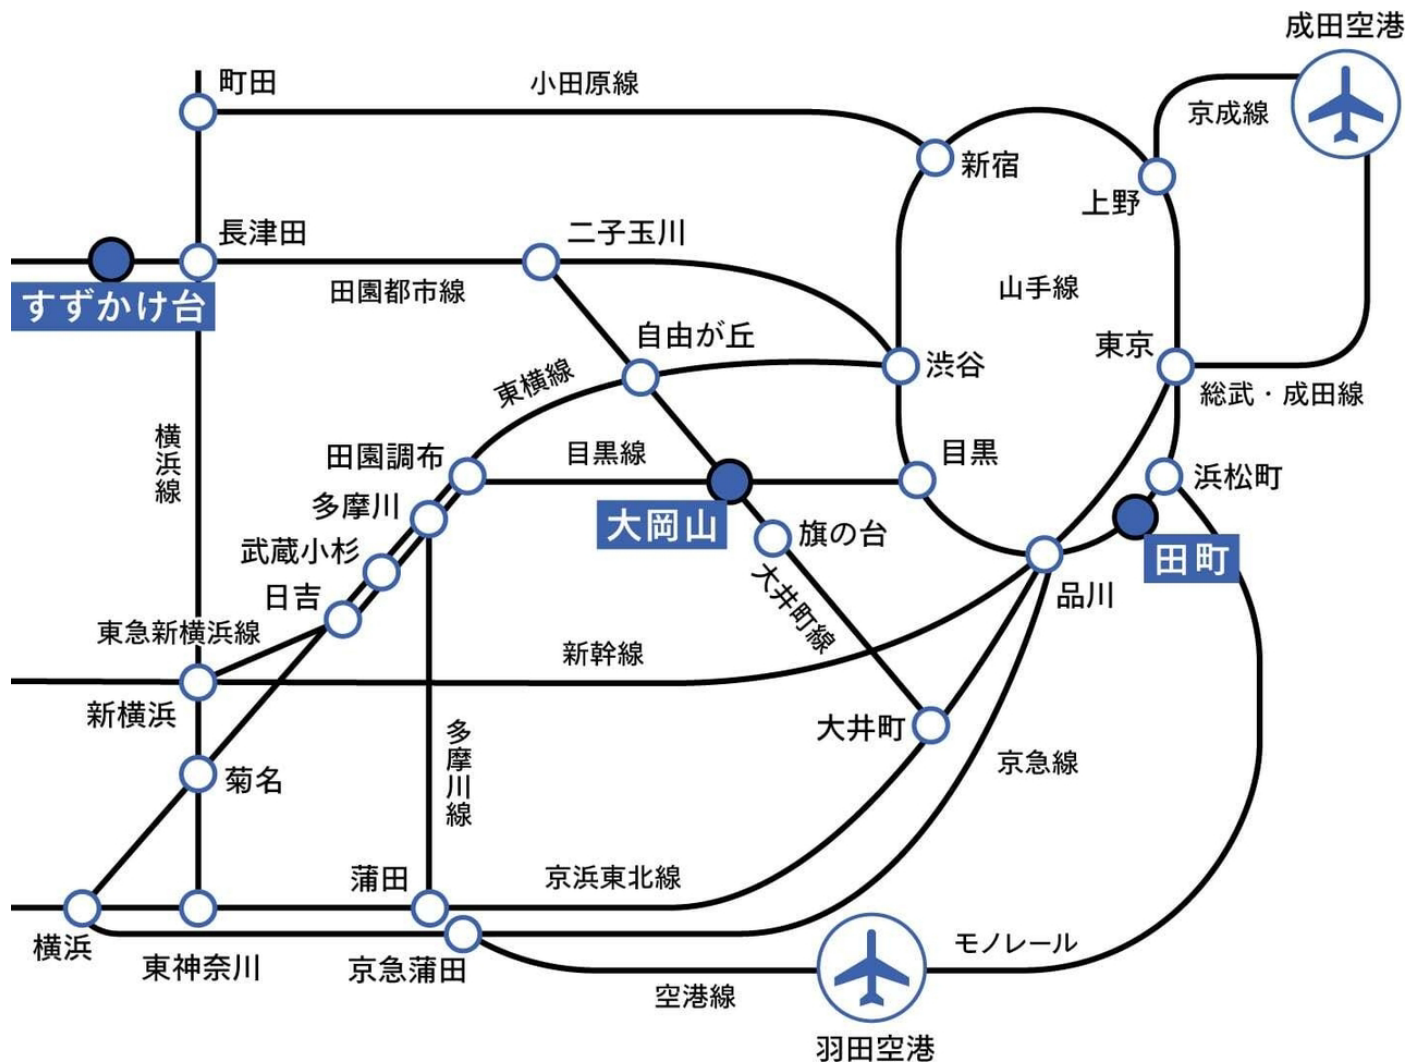 成田空港
町田
小田原線
京成線
新宿
上野
長津田
二子玉川
すずかけ台
田園都市線
山手線
自由が丘
東京
渋谷
東横線
総武・成田線
横浜線
田園調布
目黒線
目黒
浜松町
多摩川
大岡山
旗の台
武蔵小杉
田町
日吉
大井町線
品川
東急新横浜線
新幹線
新横浜
大井町
多摩川線
京急線
菊名
蒲田
京浜東北線
横浜
東神奈川
京急蒲田
モノレール
空港線
羽田空港